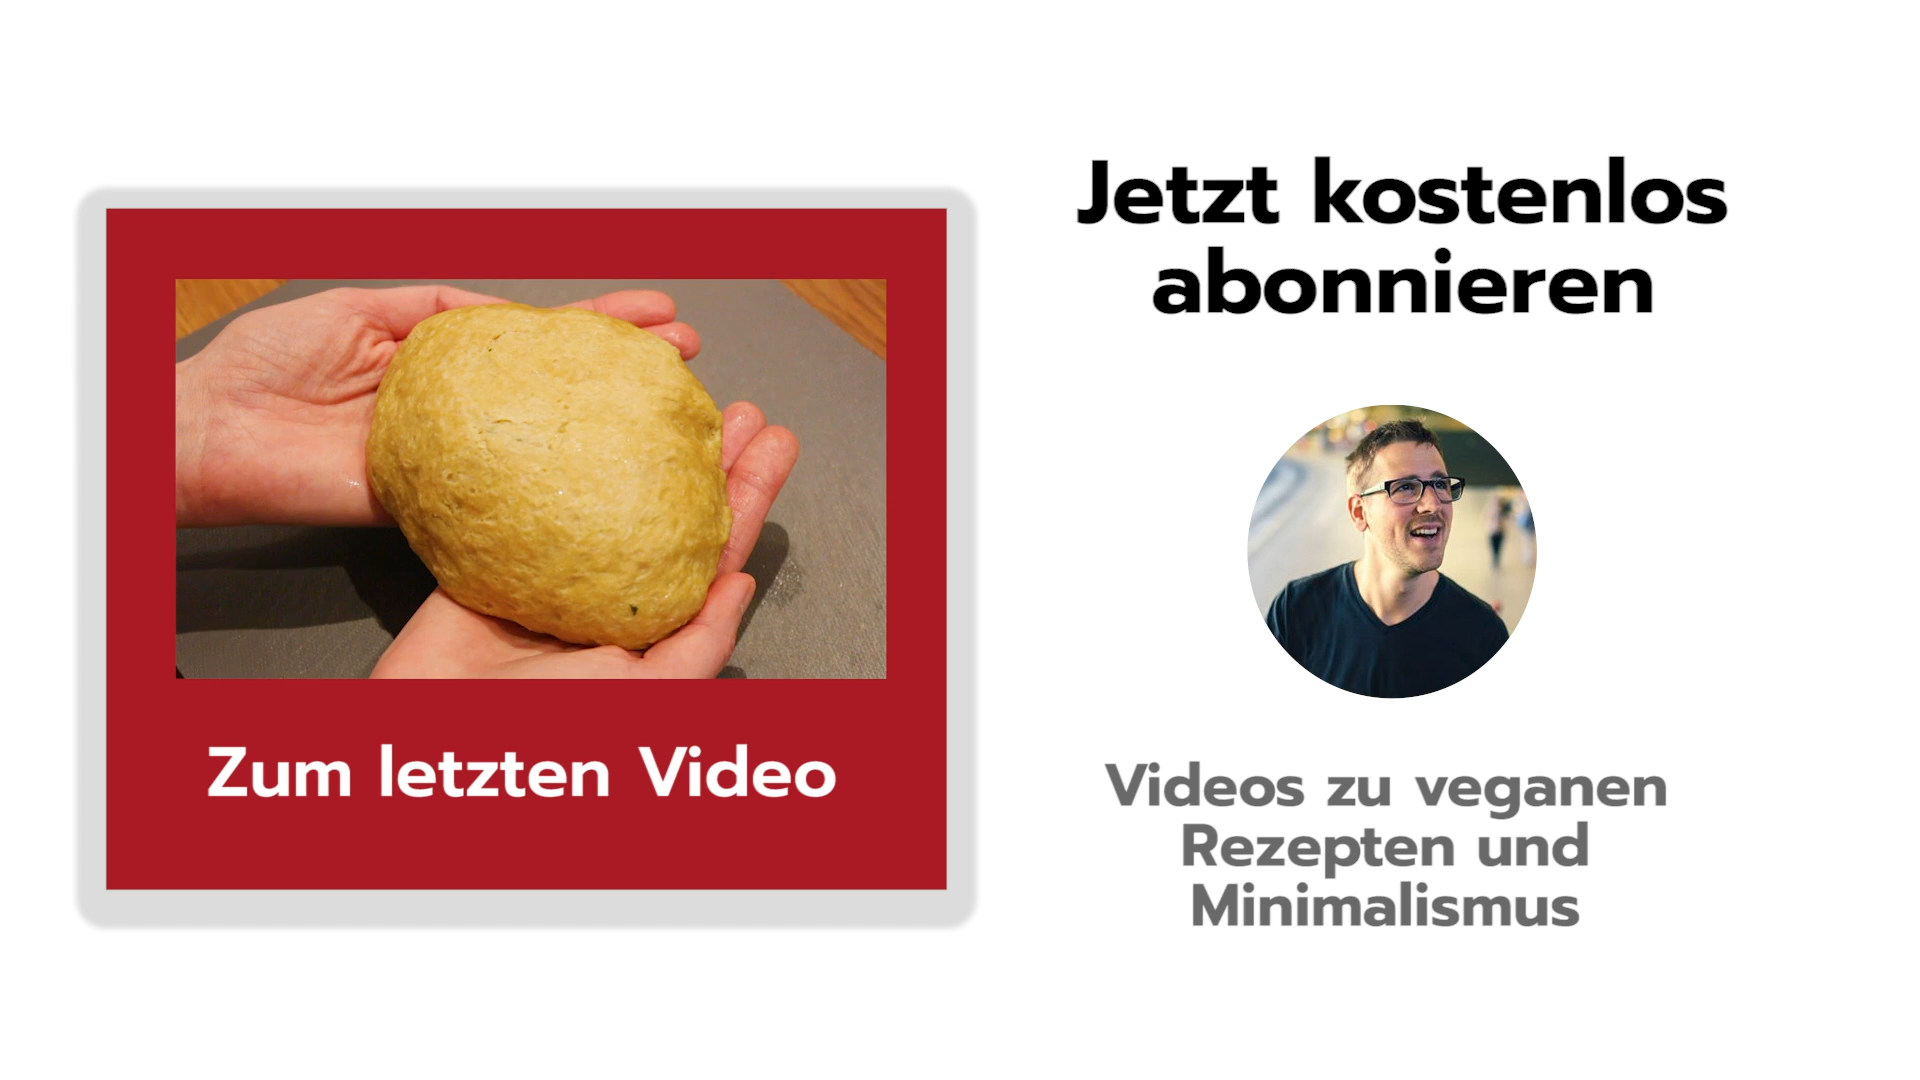 Jetzt kostenlos
abonnieren
Zum letzten Video
Videos zu veganen
Rezepten und
Minimalismus